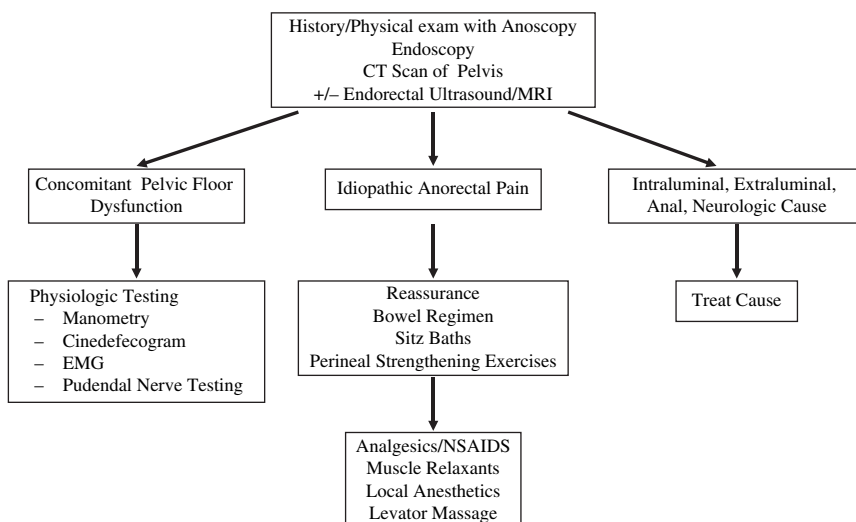 History/Physical exam with Anoscopy
Endoscopy
CT Scan of Pelvis
+/– Endorectal Ultrasound/MRI
Concomitant Pelvic Floor
Dysfunction
Idiopathic Anorectal Pain
Intraluminal, Extraluminal,
Anal, Neurologic Cause
Physiologic Testing
– Manometry
– Cinedefecogram
– EMG
– Pudendal Nerve Testing
Reassurance
Bowel Regimen
Sitz Baths
Perineal Strengthening Exercises
Treat Cause
Analgesics/NSAIDS
Muscle Relaxants
Local Anesthetics
Levator Massage